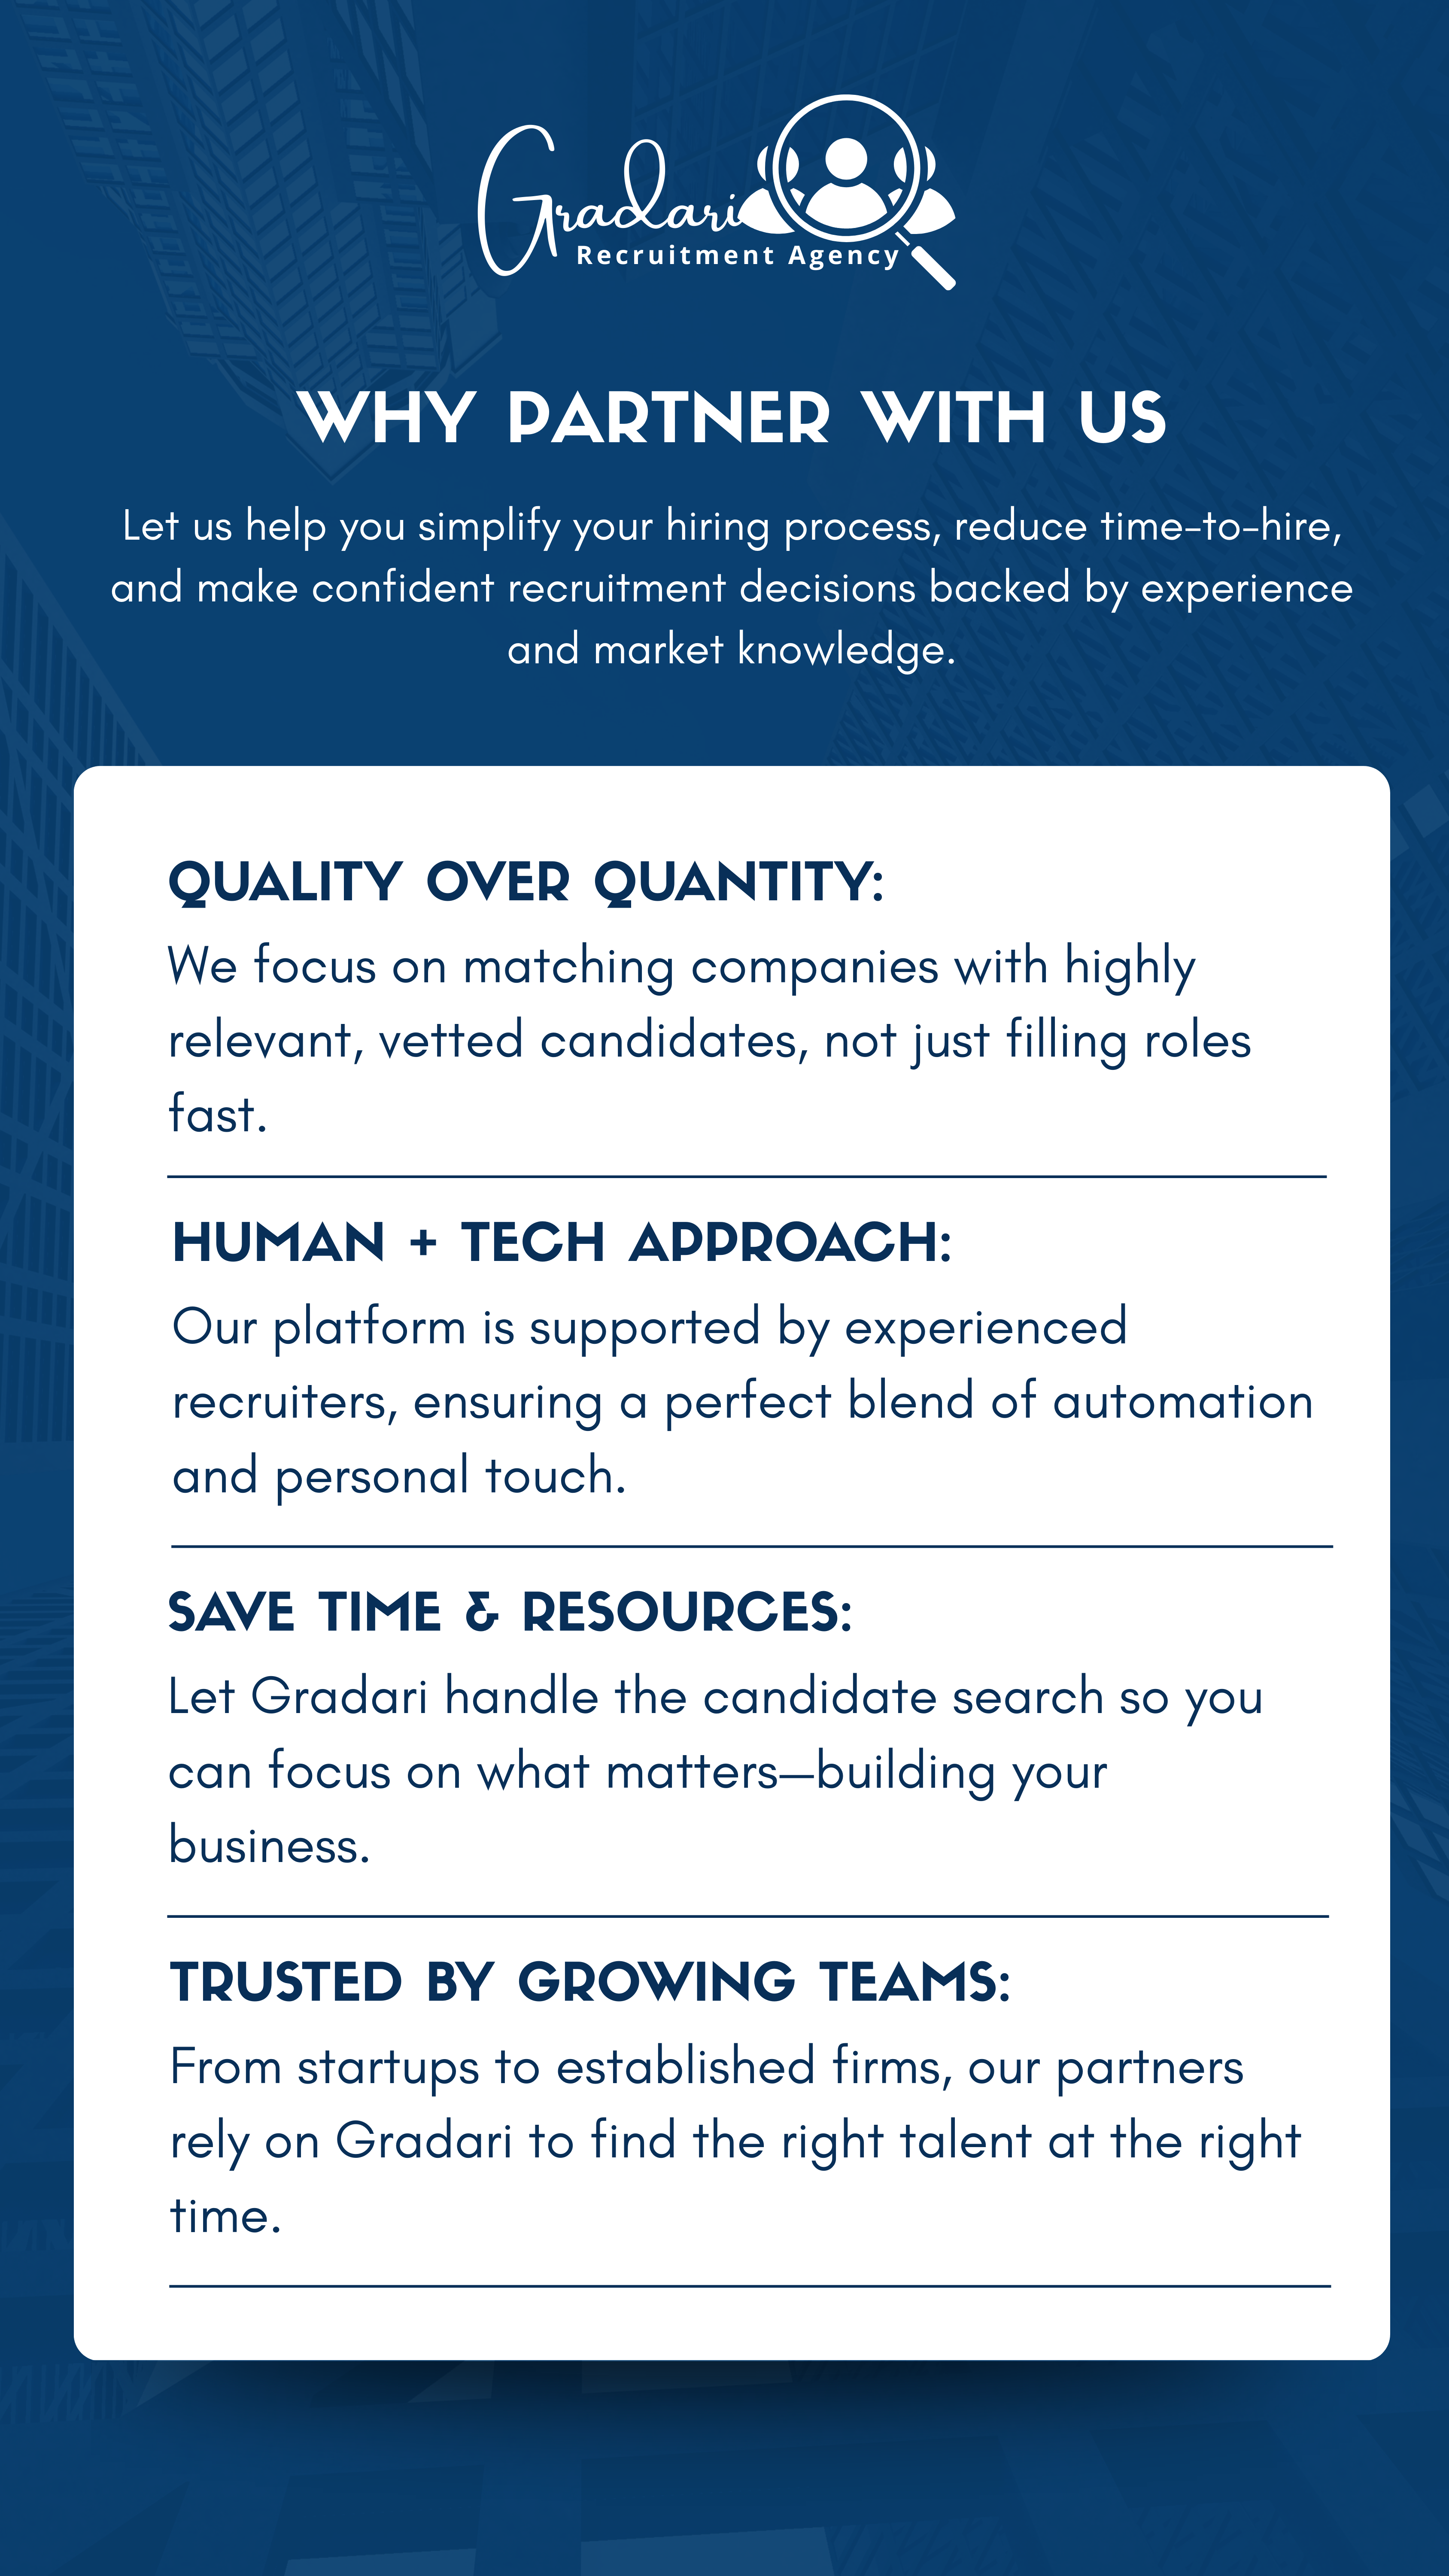 Gradari
Recruitment Agency
WHY PARTNER WITH US
Let us help you simplify your hiring process, reduce time-to-hire,
and make confident recruitment decisions backed by experience
and market knowledge.
QUALITY OVER QUANTITY:
We focus on matching companies with highly
relevant, vetted candidates, not just filling roles
fast.
HUMAN + TECH APPROACH:
Our platform is supported by experienced
recruiters, ensuring a perfect blend of automation
and personal touch.
SAVE TIME & RESOURCES:
Let Gradari handle the candidate search so you
can focus on what matters—building your
business.
TRUSTED BY GROWING TEAMS:
From startups to established firms, our partners
rely on Gradari to find the right talent at the right
time.